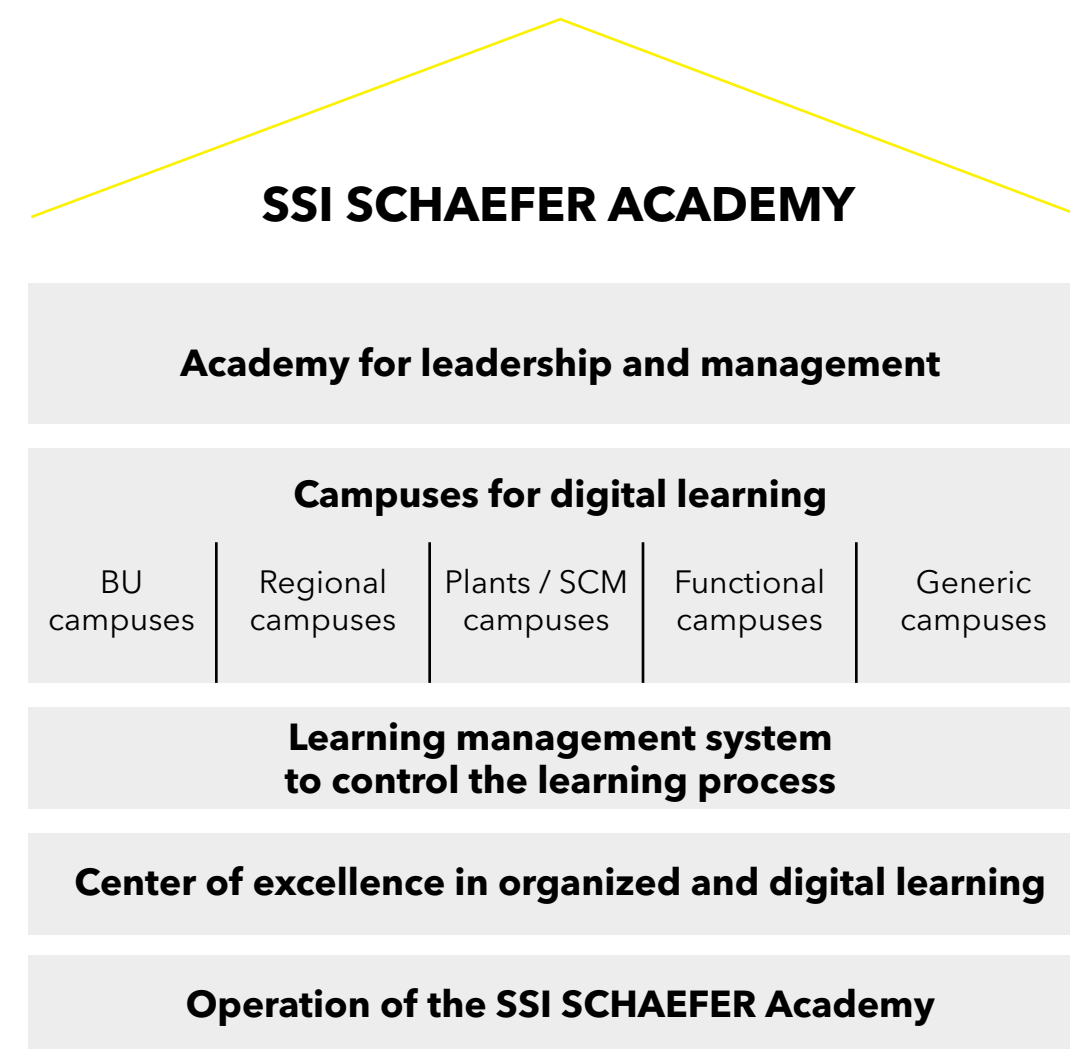 SSI SCHAEFER ACADEMY
Academy for leadership and management
Campuses for digital learning
BU
campuses
Regional
campuses
Plants / SCM
campuses
Functional
campuses
Generic
campuses
Learning management system
to control the learning process
Center of excellence in organized and digital learning
Operation of the SSI SCHAEFER Academy